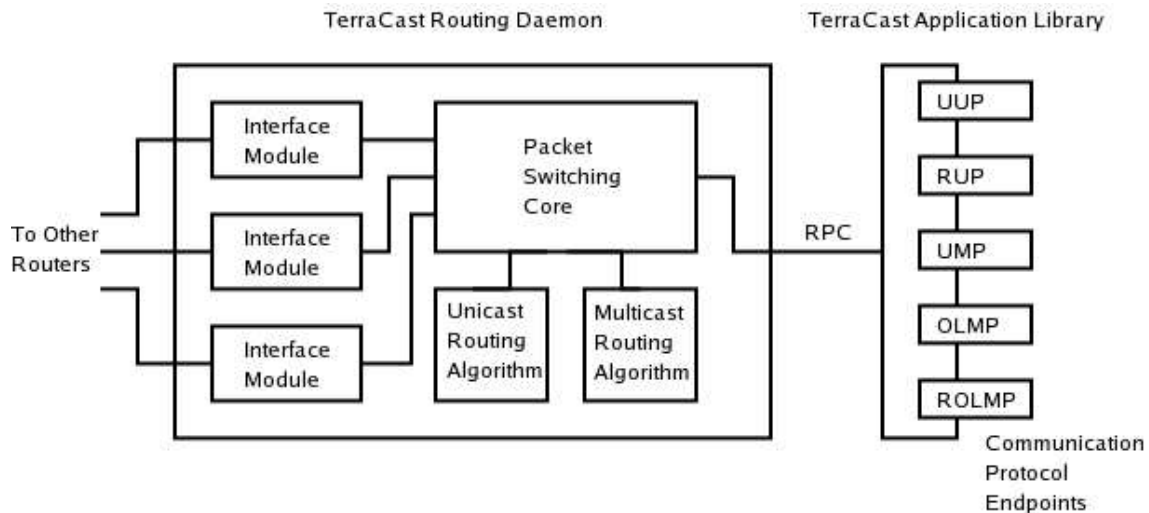 TerraCast Routing Daemon
TerraCast Application Library
Interface
Module
Interface
Module
Interface
Module
Packet
Switching
Core
Unicast
Routing
Algorithm
Multicast
Routing
Algorithm
To Other
Routers
RPC
UUP
RUP
UMP
OLMP
ROLMP
Communication
Protocol
Endpoints